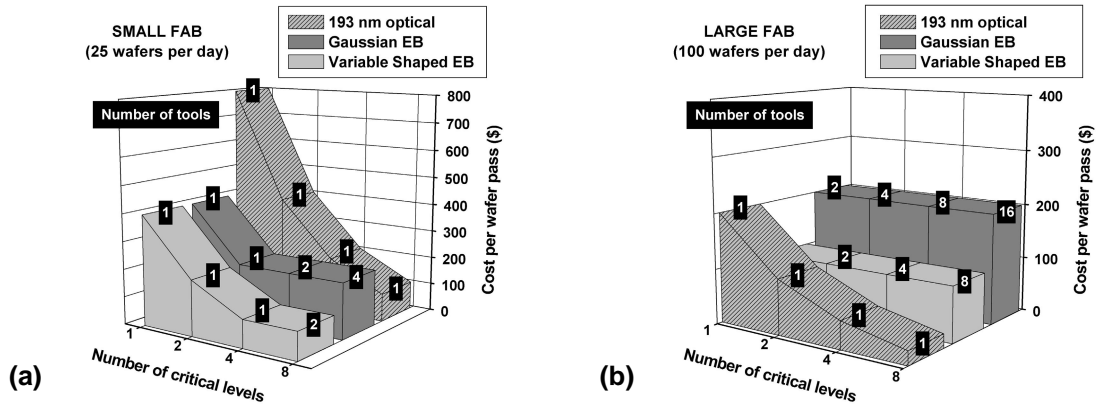 SMALL FAB
(25 wafers per day)
193 nm optical
Gaussian EB
Variable Shaped EB
Number of tools
1
1
1
1
1
1
2
4
1
1
1
2
800
700
600
500
400
300
200
100
0
Cost per wafer pass ($)
1
2
4
8
Number of critical levels
(a)
LARGE FAB
(100 wafers per day)
193 nm optical
Gaussian EB
Variable Shaped EB
Number of tools
2
4
8
16
2
4
8
1
1
1
1
400
300
200
100
0
Cost per wafer pass ($)
1
2
4
8
Number of critical levels
(b)